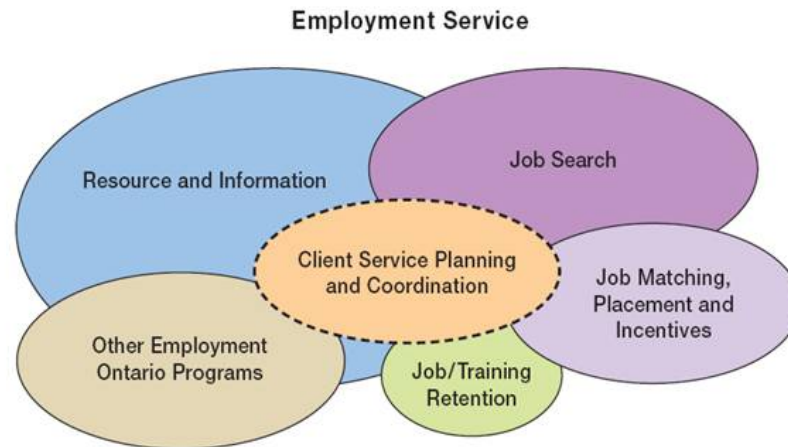 Employment Service
Resource and Information
Job Search
Client Service Planning
and Coordination
Job Matching,
Placement and
Incentives
Other Employment
Ontario Programs
Job/Training
Retention